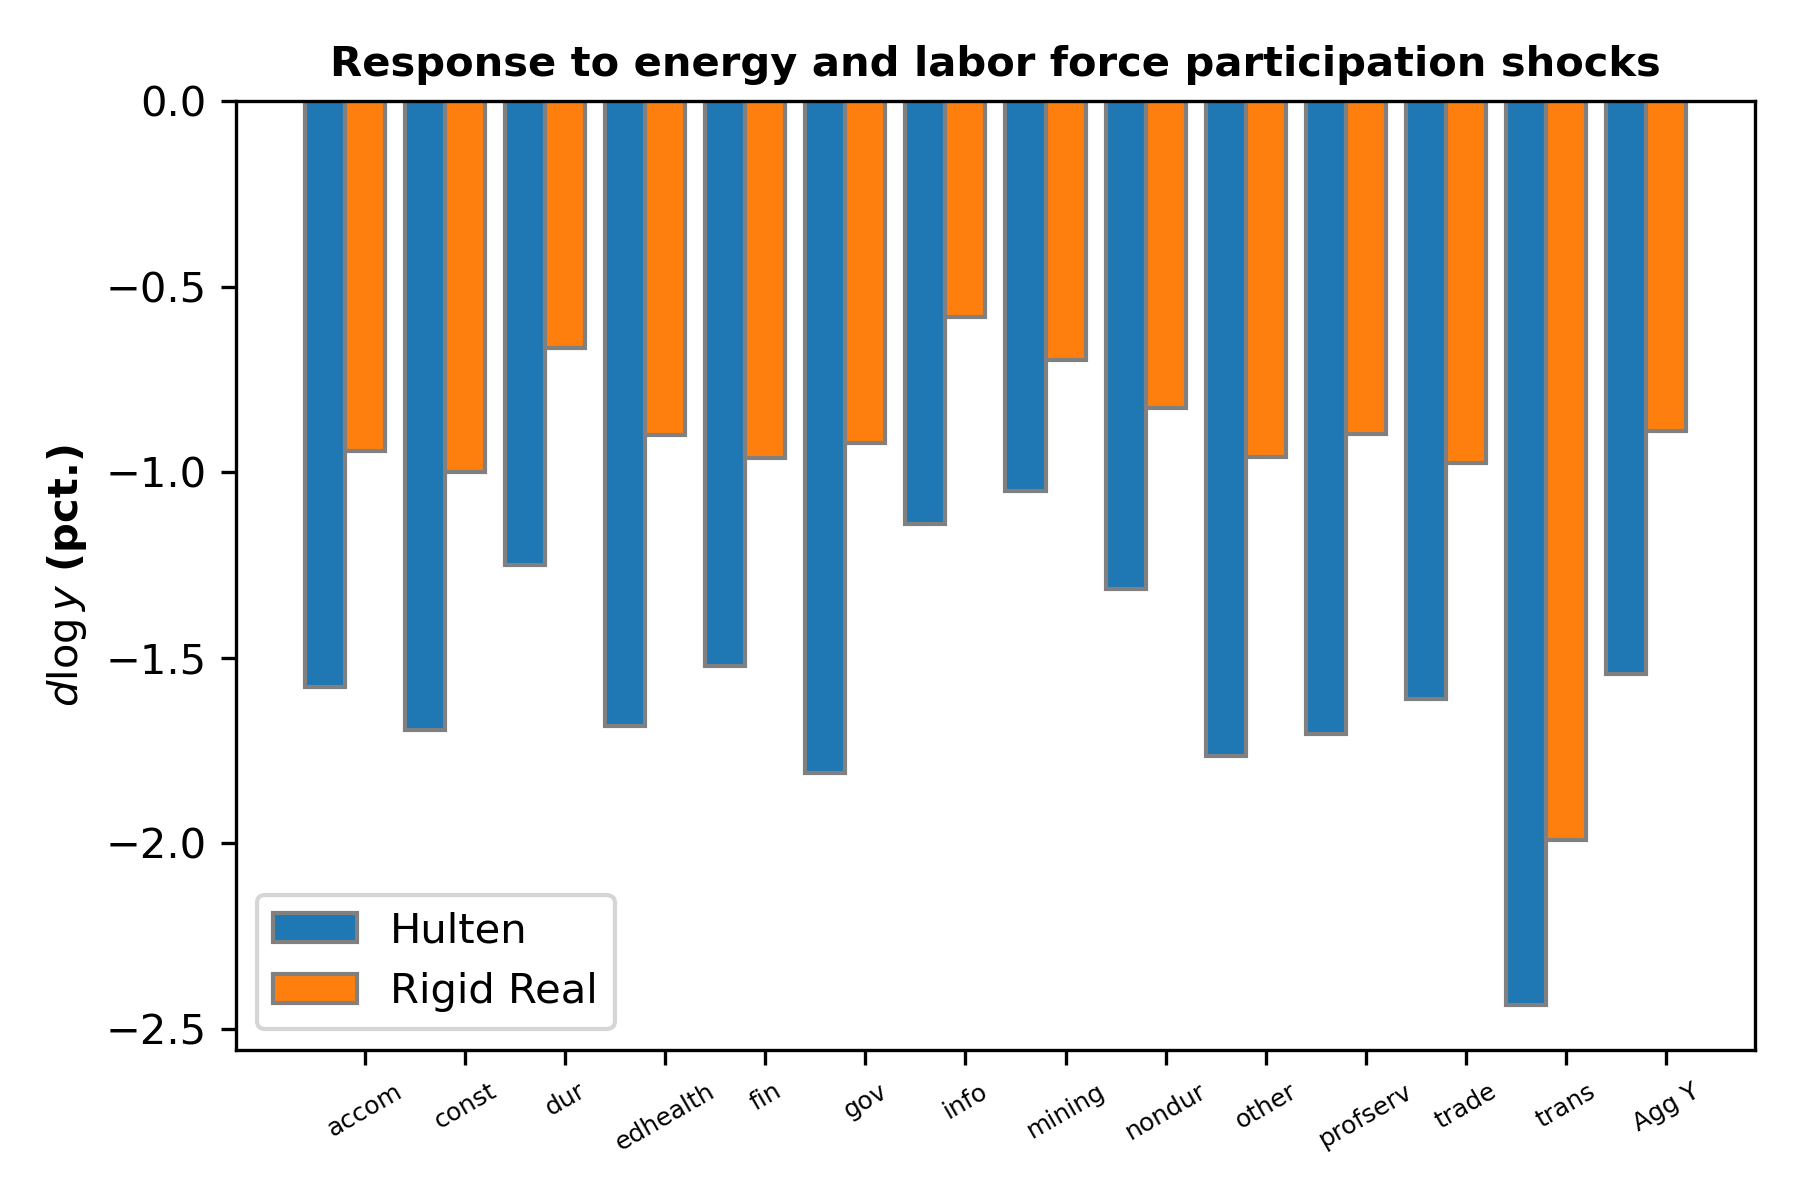 Response to energy and labor force participation shocks
0.0
−0.5
−1.0
−1.5
−2.0
−2.5
dlog y (pct.)
Hulten
Rigid Real
accom
const
dur
edhealth
fin
gov
info
mining
nondur
other
profserv
trade
trans
Agg Y